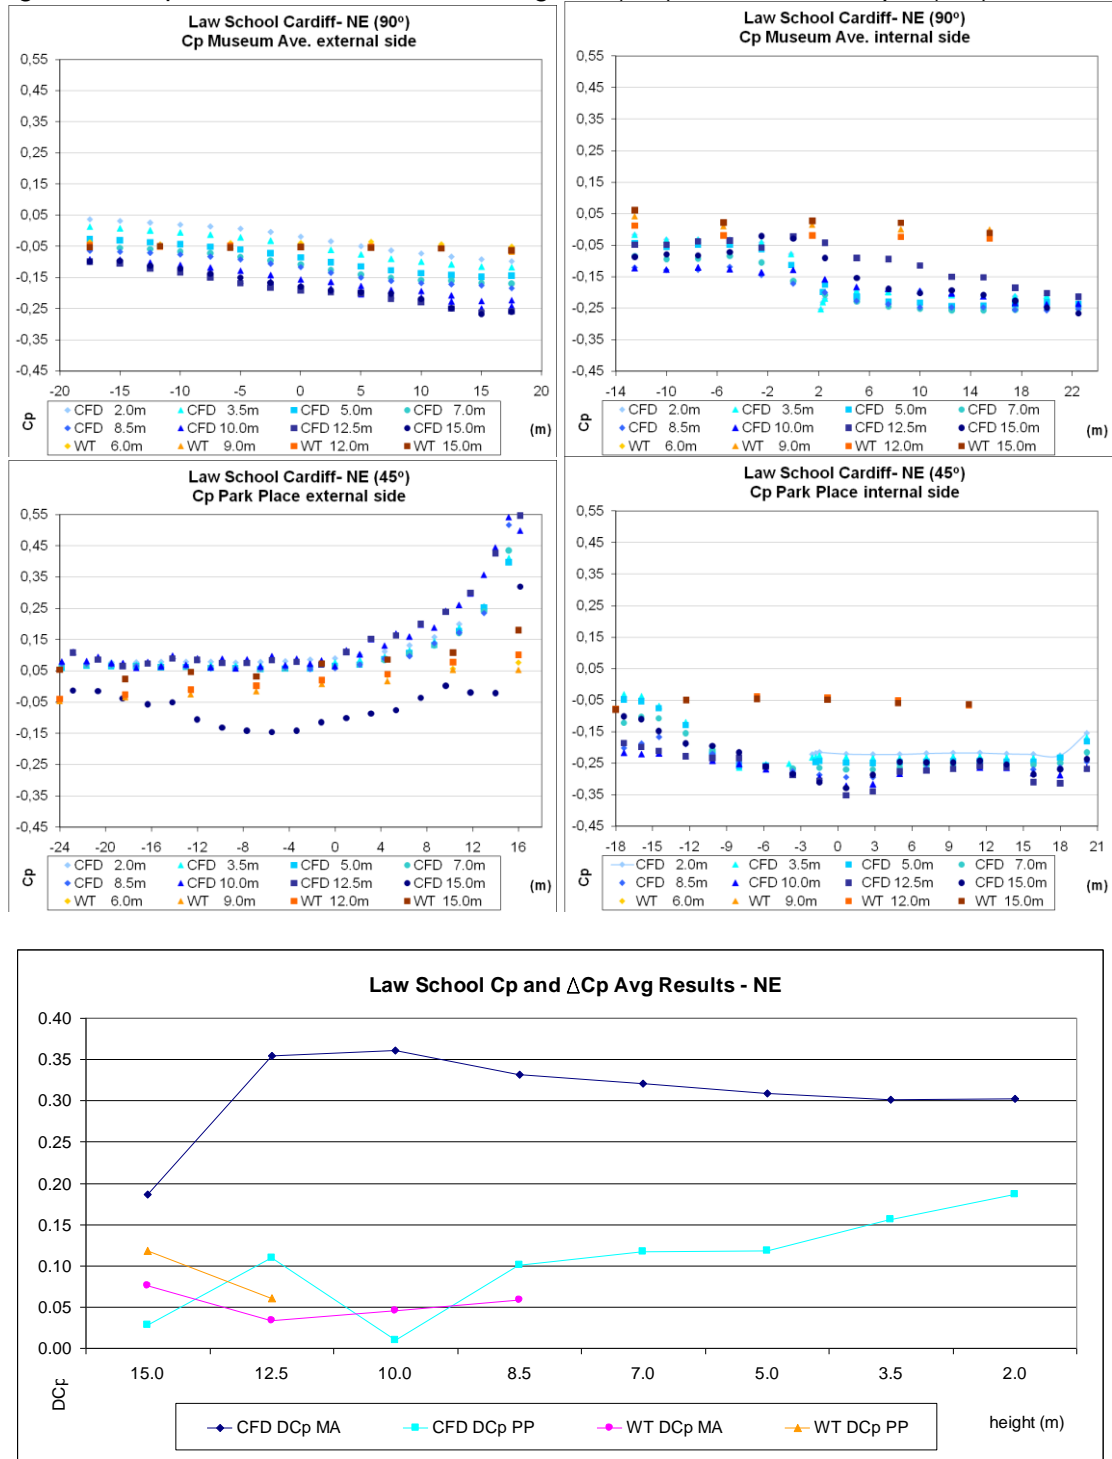 Law School Cardiff- NE (90º)
Cp Museum Ave. external side
0,55
0,45
0,35
0,25
0,15
0,05
-0,05
-0,15
-0,25
-0,35
-0,45
-20 -15 -10 -5 0 5 10 15 20
Cp
(m)
CFD 2.0m CFD 3.5m CFD 5.0m CFD 7.0m
CFD 8.5m CFD 10.0m CFD 12.5m CFD 15.0m
WT 6.0m WT 9.0m WT 12.0m WT 15.0m
Law School Cardiff- NE (90º)
Cp Museum Ave. internal side
0,55
0,45
0,35
0,25
0,15
0,05
-0,05
-0,15
-0,25
-0,35
-0,45
-14 -10 -6 -2 2 6 10 14 18 22
Cp
(m)
CFD 2.0m CFD 3.5m CFD 5.0m CFD 7.0m
CFD 8.5m CFD 10.0m CFD 12.5m CFD 15.0m
WT 6.0m WT 9.0m WT 12.0m WT 15.0m
Law School Cardiff- NE (45º)
Cp Park Place external side
0,55
0,45
0,35
0,25
0,15
0,05
-0,05
-0,15
-0,25
-0,35
-0,45
-24 -20 -16 -12 -8 -4 0 4 8 12 16
Cp
(m)
CFD 2.0m CFD 3.5m CFD 5.0m CFD 7.0m
CFD 8.5m CFD 10.0m CFD 12.5m CFD 15.0m
WT 6.0m WT 9.0m WT 12.0m WT 15.0m
Law School Cardiff- NE (45º)
Cp Park Place internal side
0,55
0,45
0,35
0,25
0,15
0,05
-0,05
-0,15
-0,25
-0,35
-0,45
-18 -15 -12 -9 -6 -3 0 3 6 9 12 15 18 21
Cp
(m)
CFD 2.0m CFD 3.5m CFD 5.0m CFD 7.0m
CFD 8.5m CFD 10.0m CFD 12.5m CFD 15.0m
WT 6.0m WT 9.0m WT 12.0m WT 15.0m
Law School Cp and ΔCp Avg Results - NE
0.40
0.35
0.30
0.25
0.20
0.15
0.10
0.05
0.00
15.0 12.5 10.0 8.5 7.0 5.0 3.5 2.0
DCp
height (m)
CFD DCp MA CFD DCp PP WT DCp MA WT DCp PP